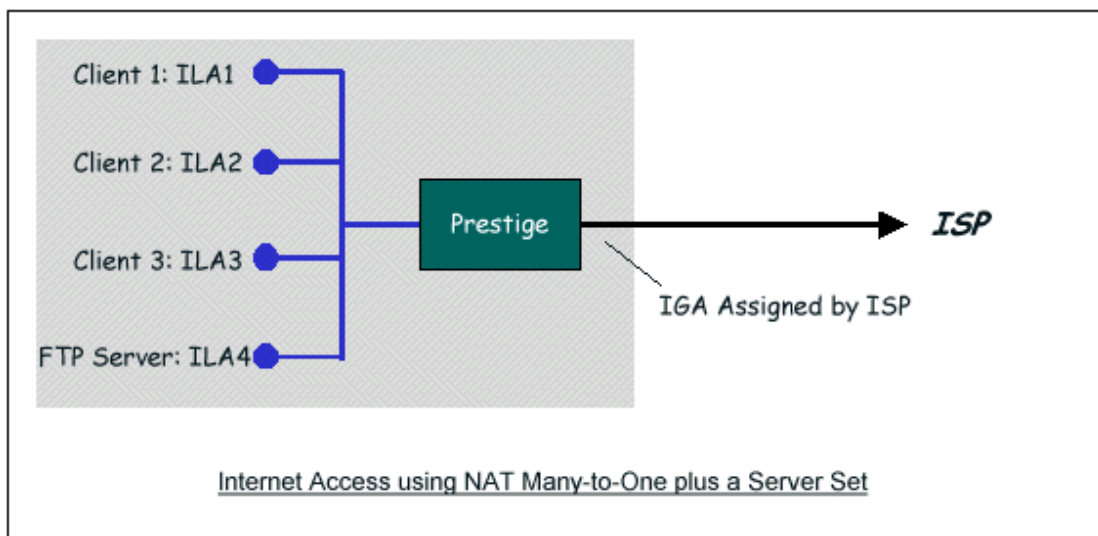 Client 1: ILA1
Client 2: ILA2
Prestige
ISP
Client 3: ILA3
IGA Assigned by ISP
FTP Server: ILA4
Internet Access using NAT Many-to-One plus a Server Set